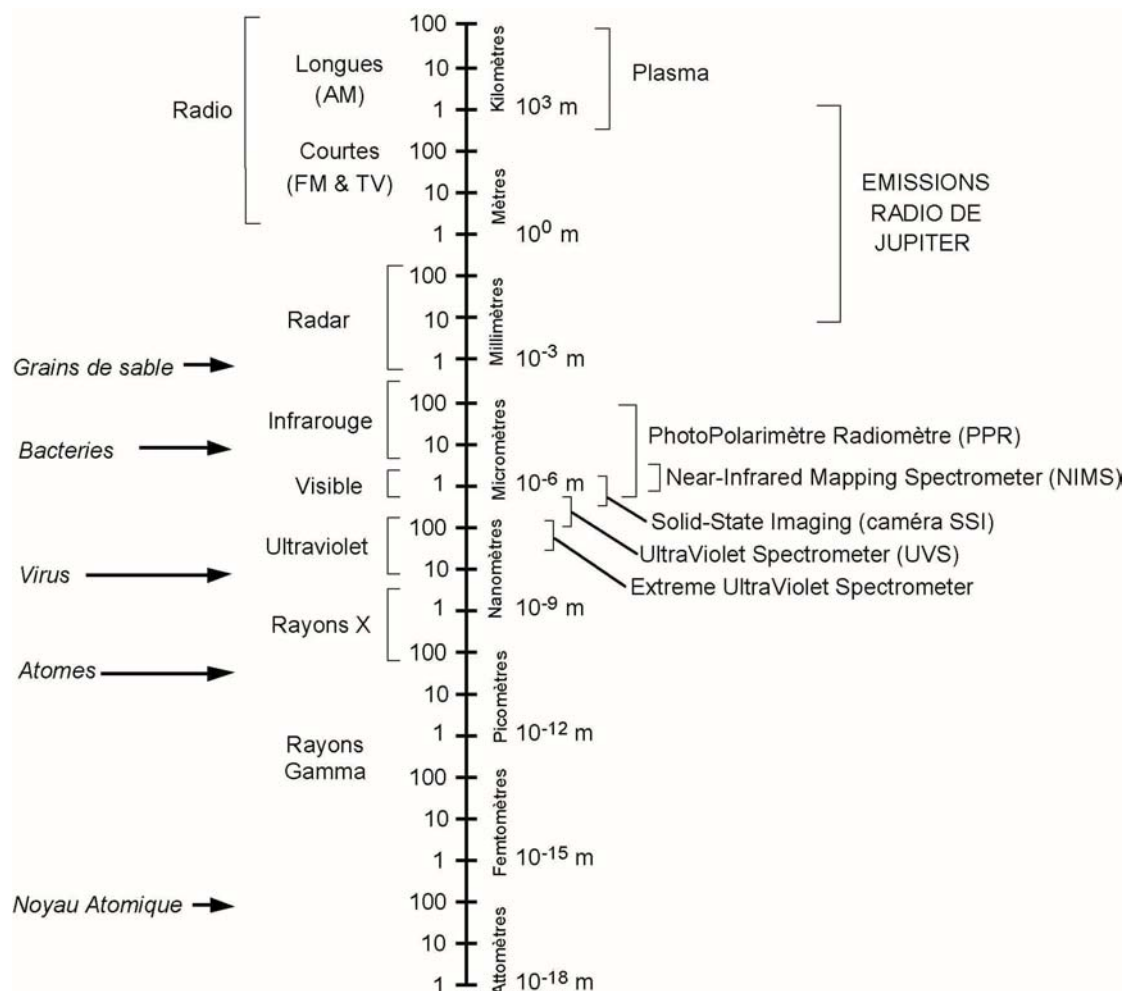 100
Longues
(AM)
10
Kilomètres
Plasma
Radio
1
10³ m
Courtes
(FM & TV)
100
10
Mètres
EMISSIONS
RADIO DE
JUPITER
1
10⁰ m
100
Radar
10
Millimètres
1
10⁻³ m
Grains de sable
100
Infrarouge
PhotoPolarimètre Radiomètre (PPR)
Bacteries
10
Micromètres
Near-Infrared Mapping Spectrometer (NIMS)
Visible
1
10⁻⁶ m
Solid-State Imaging (caméra SSI)
100
Ultraviolet
UltraViolet Spectrometer (UVS)
Virus
10
Nanomètres
Extreme UltraViolet Spectrometer
1
10⁻⁹ m
Rayons X
100
Atomes
10
Picomètres
1
10⁻¹² m
Rayons
Gamma
100
10
Femtomètres
1
10⁻¹⁵ m
Noyau Atomique
100
10
Attomètres
1
10⁻¹⁸ m